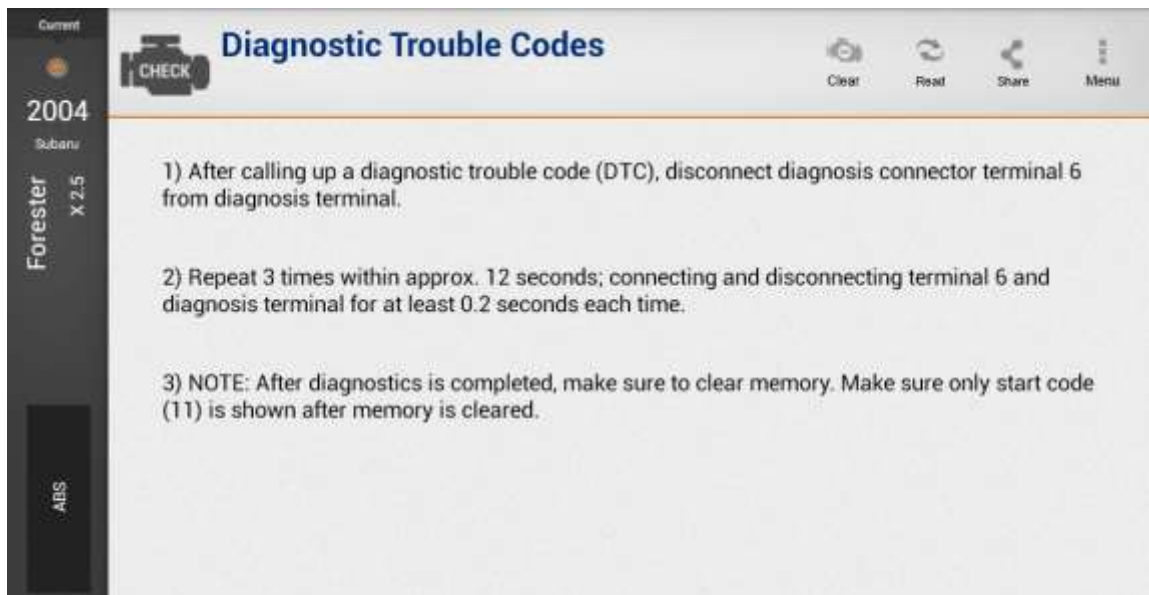 Current
2004
Subaru
Forester
X 2.5
ABS
CHECK
Diagnostic Trouble Codes
Clear
Read
Share
Menu
1) After calling up a diagnostic trouble code (DTC), disconnect diagnosis connector terminal 6
from diagnosis terminal.
2) Repeat 3 times within approx. 12 seconds; connecting and disconnecting terminal 6 and
diagnosis terminal for at least 0.2 seconds each time.
3) NOTE: After diagnostics is completed, make sure to clear memory. Make sure only start code
(11) is shown after memory is cleared.